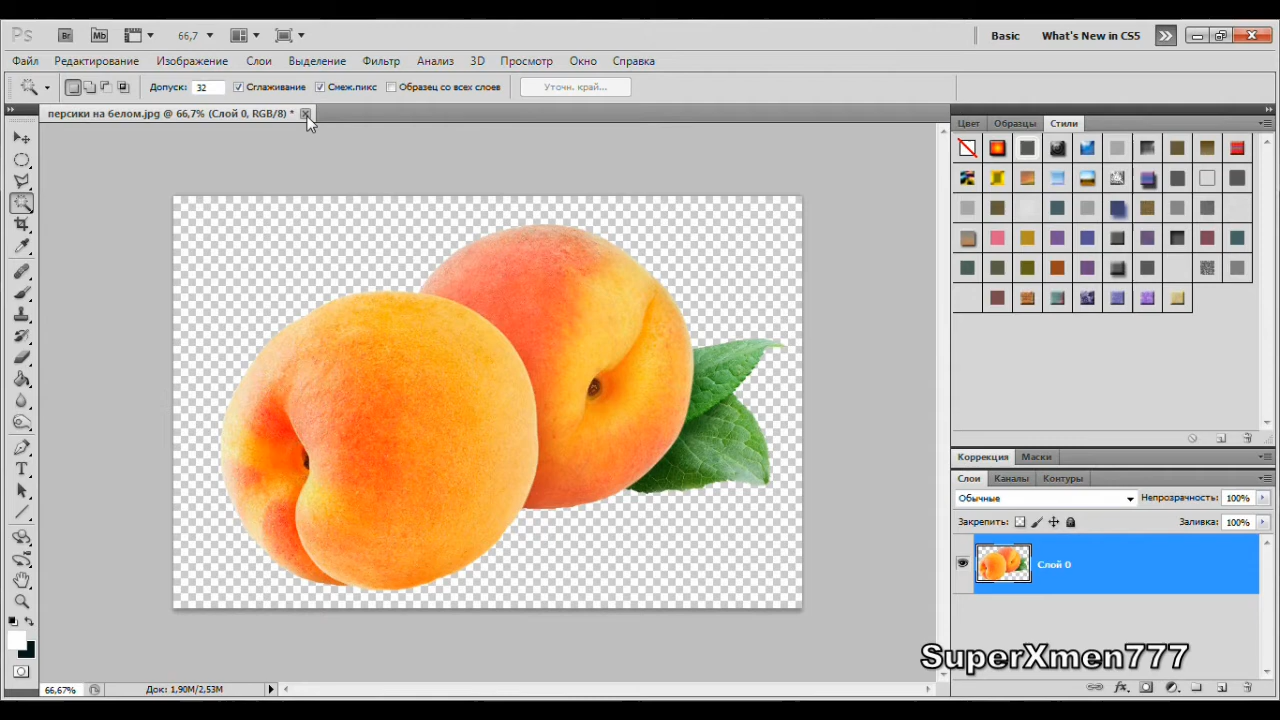 Ps Br Mb 66,7 Basic What's New in CS5
Файл Редактирование Изображение Слои Выделение Фильтр Анализ 3D Просмотр Окно Справка
Допуск: 32 Сглаживание Смеж.пикс Образец со всех слоев Уточн. край...
персики на белом.jpg @ 66,7% (Слой 0, RGB/8) *
Цвет Образцы Стили
Коррекция Маски
Слои Каналы Контуры
Обычные Непрозрачность: 100%
Закрепить: Заливка: 100%
Слой 0
SuperXmen777
66,67% Док: 1,90M/2,53M